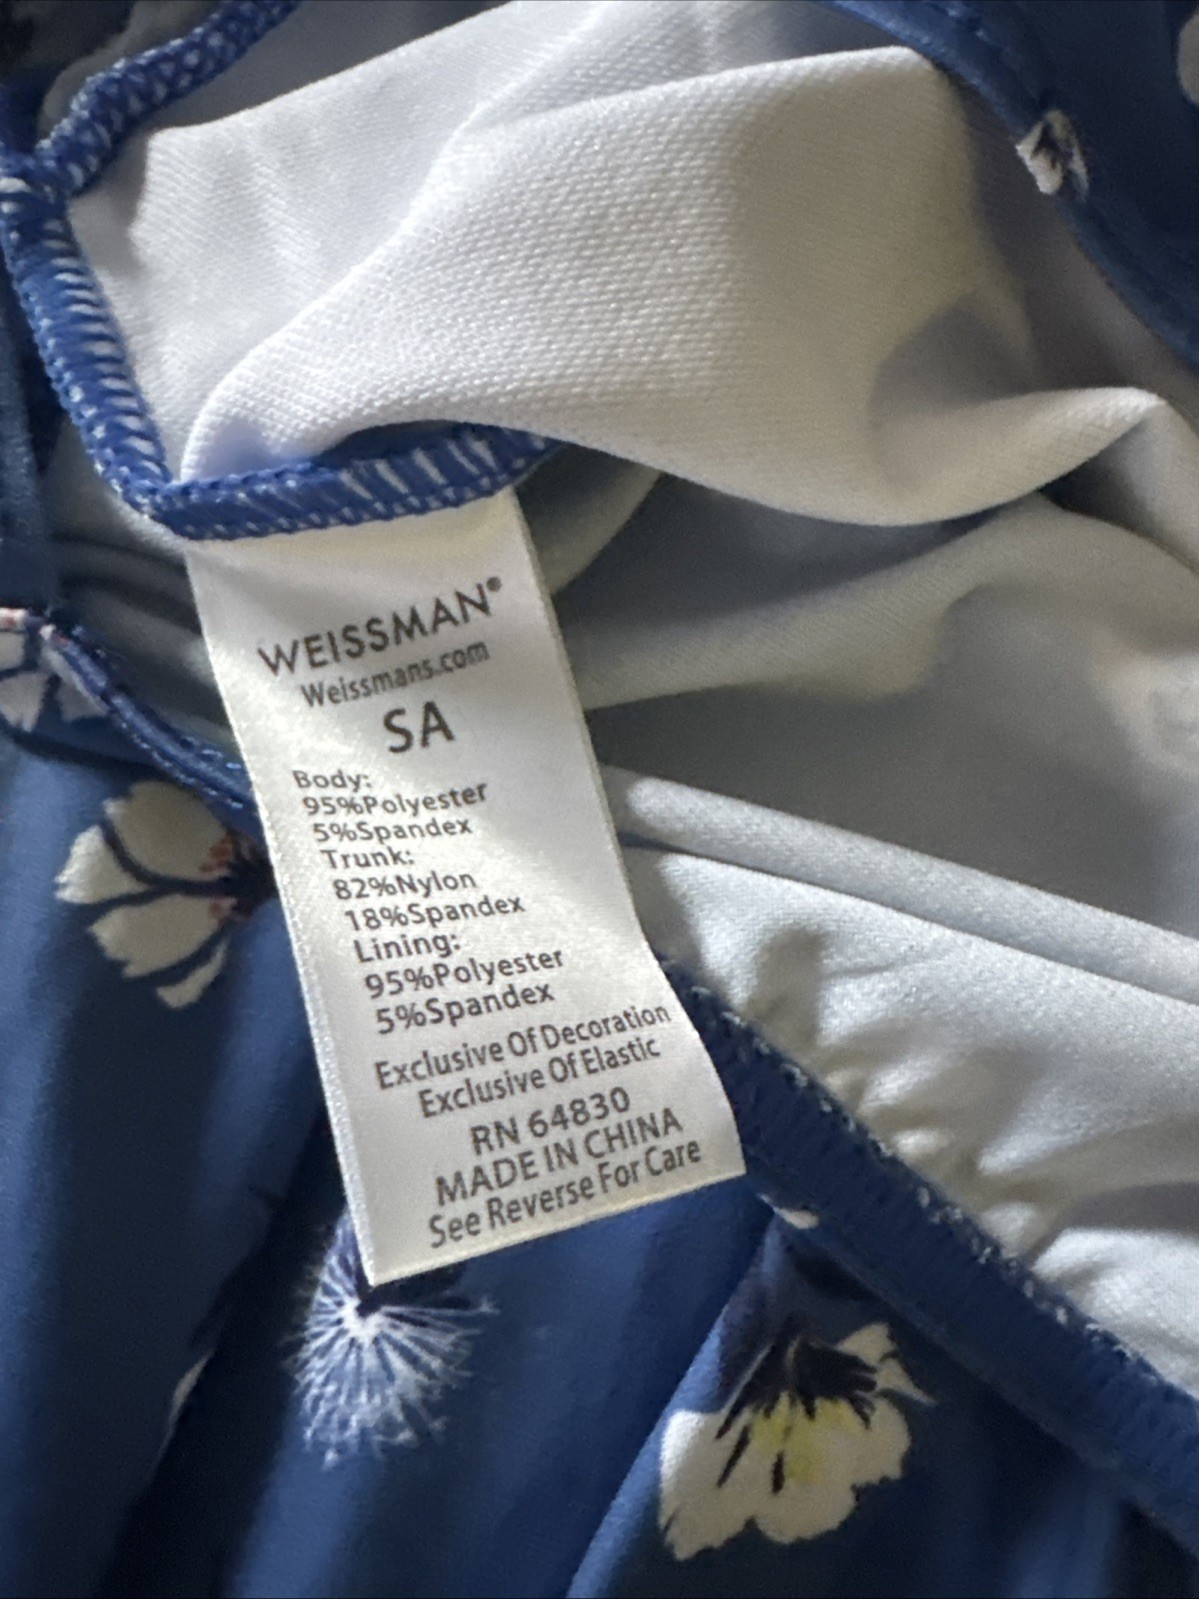 WEISSMAN®
Weissmans.com
SA
Body:
95%Polyester
5%Spandex
Trunk:
82%Nylon
18%Spandex
Lining:
95%Polyester
5%Spandex
Exclusive Of Decoration
Exclusive Of Elastic
RN 64830
MADE IN CHINA
See Reverse For Care